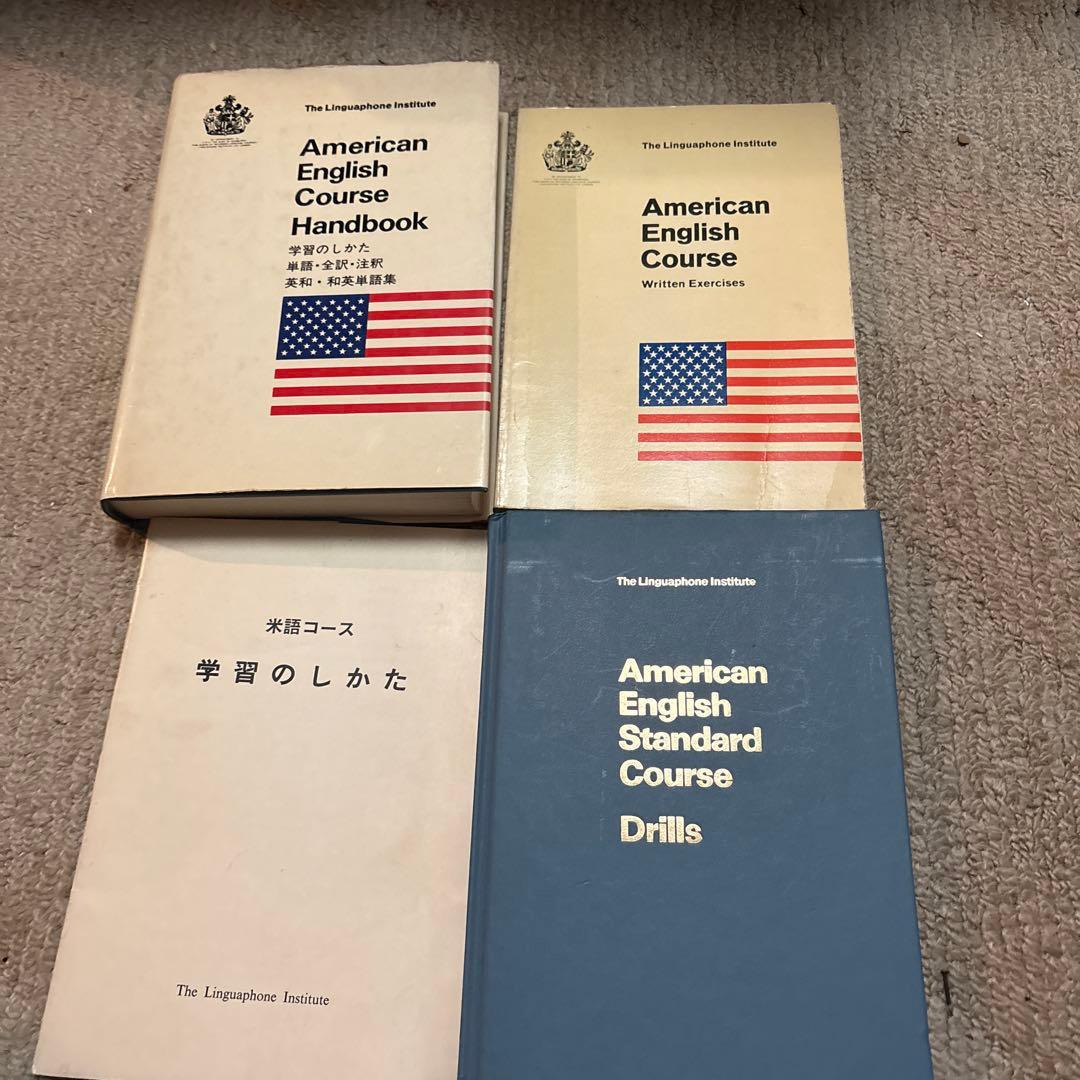 The Linguaphone Institute
American
English
Course
Handbook
学習のしかた
単語・全訳・注釈
英和・和英単語集
The Linguaphone Institute
American
English
Course
Written Exercises
米語コース
学習のしかた
The Linguaphone Institute
The Linguaphone Institute
American
English
Standard
Course
Drills